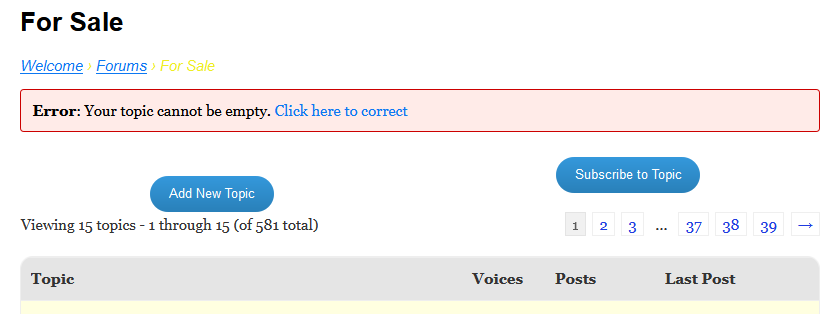 For Sale
Welcome › Forums › For Sale
Error: Your topic cannot be empty. Click here to correct
Subscribe to Topic
Add New Topic
Viewing 15 topics - 1 through 15 (of 581 total) 1 2 3 ... 37 38 39 →
Topic Voices Posts Last Post